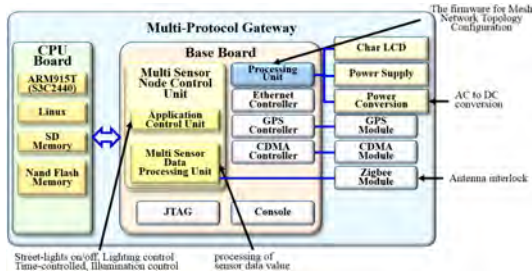 The firmware for Mesh
Network Topology
Configuration
Multi-Protocol Gateway
CPU
Board
ARM915T
(S3C2440)
Linux
SD
Memory
Nand Flash
Memory
Base Board
Multi Sensor
Node Control
Unit
Application
Control Unit
Multi Sensor
Data
Processing Unit
Processing
Unit
Ethernet
Controller
GPS
Controller
CDMA
Controller
JTAG
Console
Char LCD
Power Supply
Power
Conversion
GPS
Module
CDMA
Module
Zigbee
Module
AC to DC
conversion
Antenna interlock
Street-lights on/off, Lighting control
Time-controlled, Illumination control
processing of
sensor data value